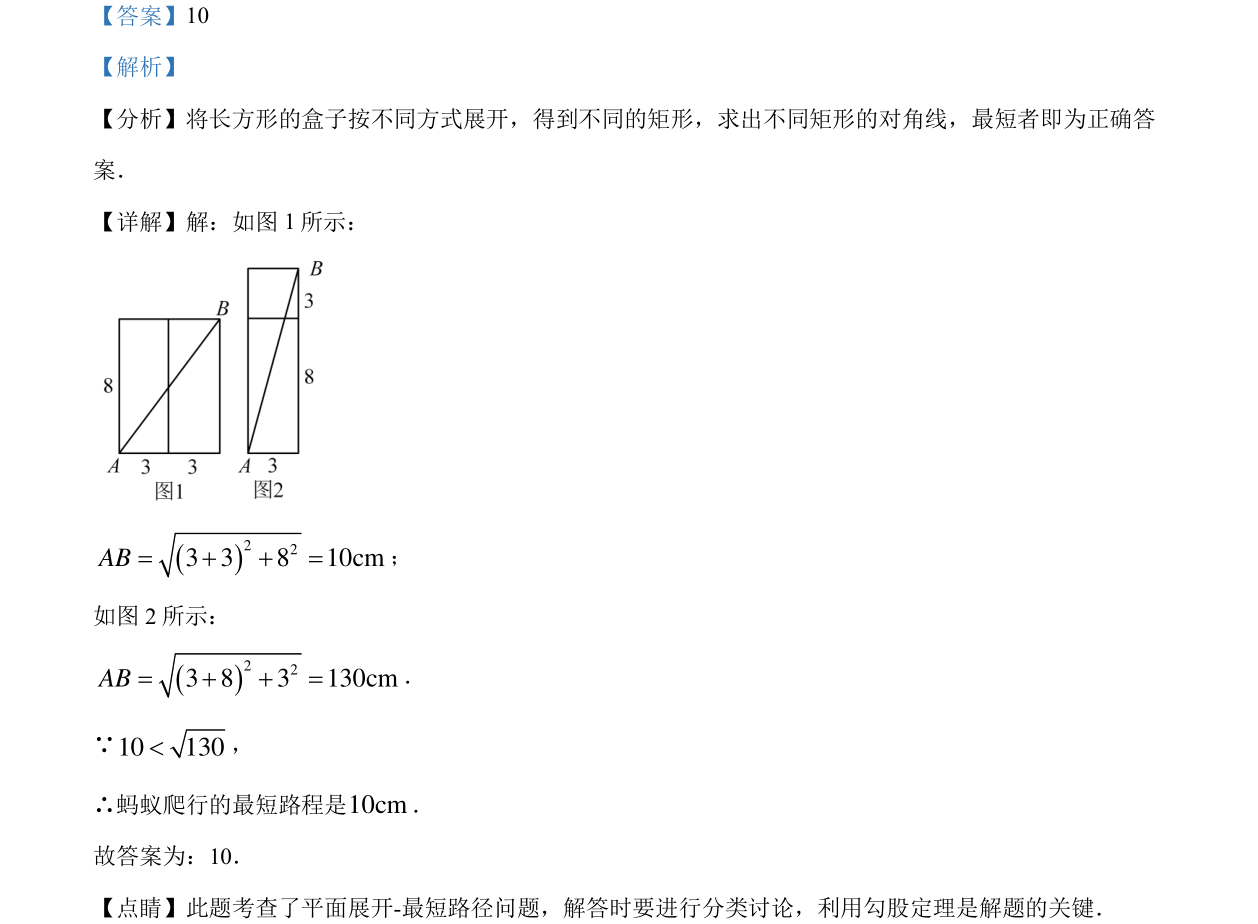 【答案】10
【解析】
【分析】将长方形的盒子按不同方式展开，得到不同的矩形，求出不同矩形的对角线，最短者即为正确答
案．
【详解】解：如图 1 所示：
B
3
B
8
8
A 3 3
A 3
图1
图2
AB = √((3+3)² + 8²) = 10cm；
如图 2 所示：
AB = √((3+8)² + 3²) = 130cm．
∵10 < √130，
∴蚂蚁爬行的最短路程是10cm．
故答案为：10．
【点睛】此题考查了平面展开-最短路径问题，解答时要进行分类讨论，利用勾股定理是解题的关键．